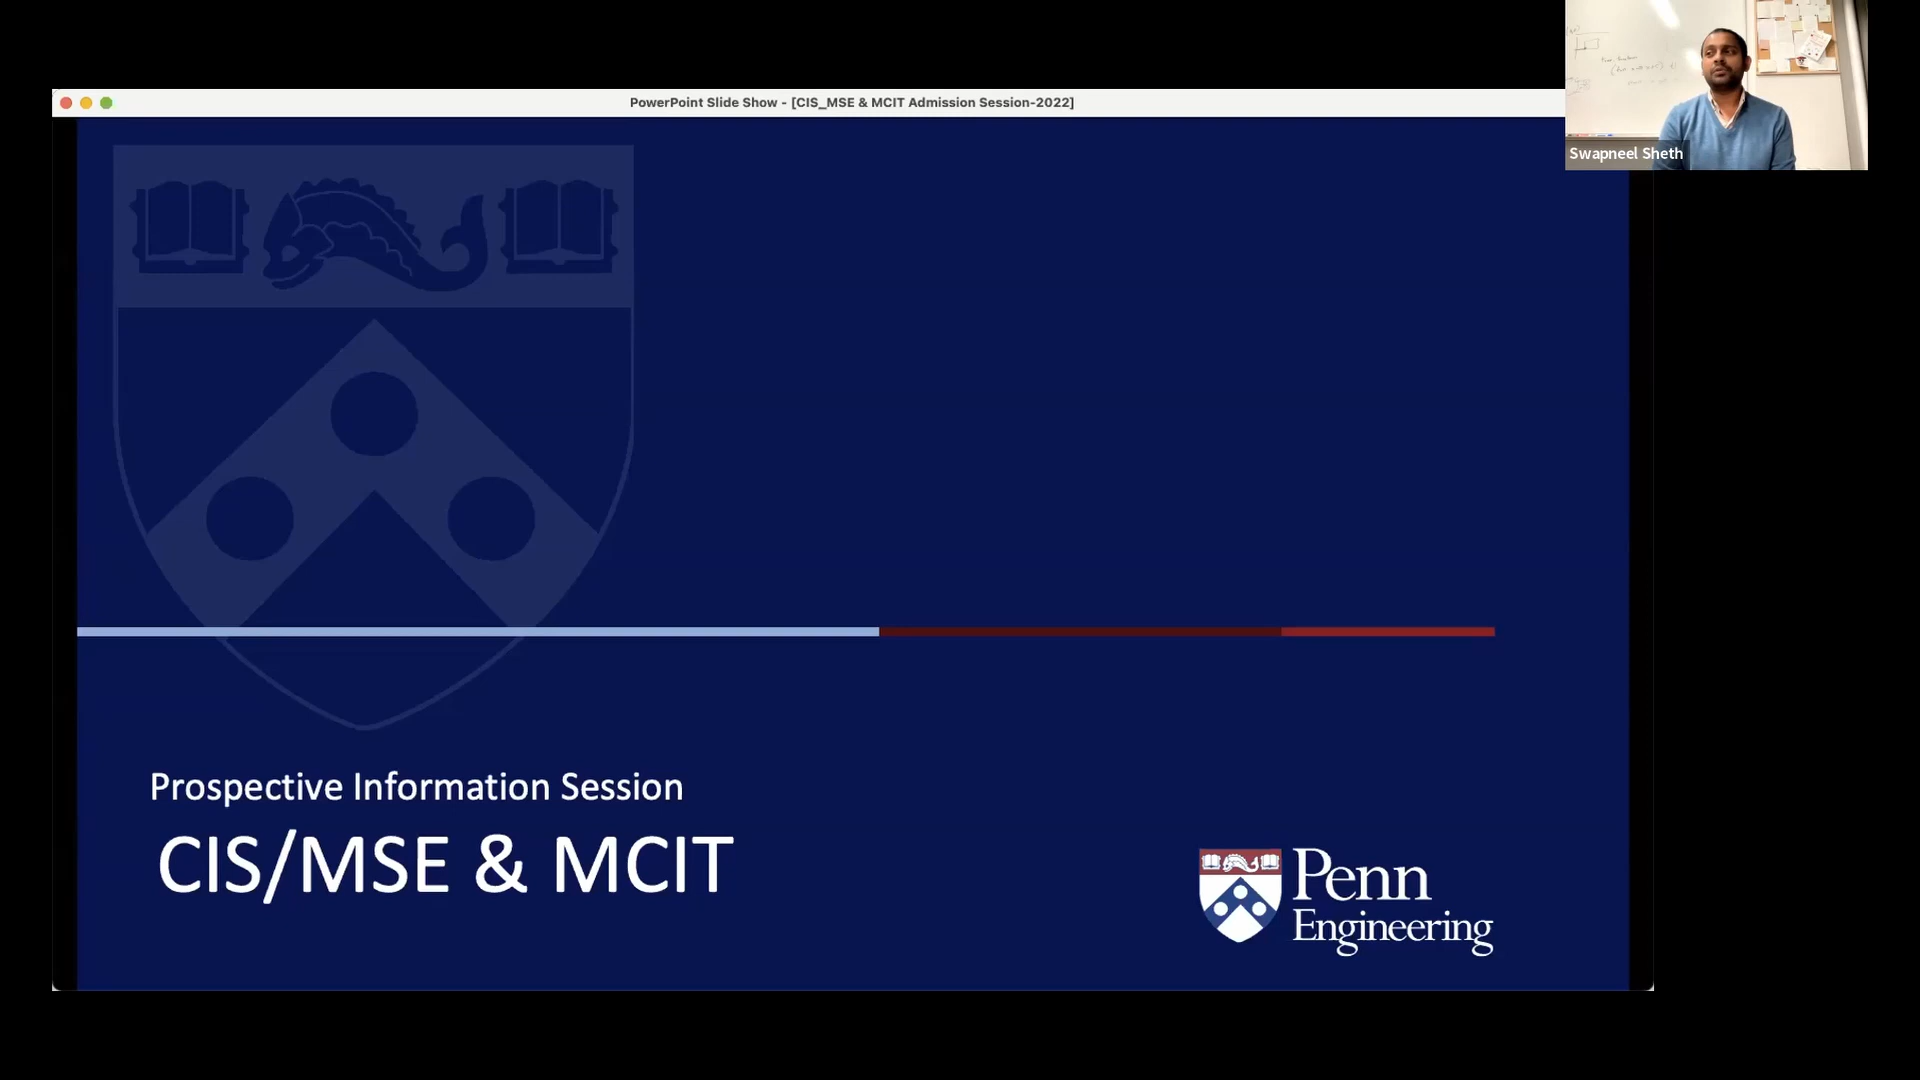 PowerPoint Slide Show - [CIS_MSE & MCIT Admission Session-2022]
Swapneel Sheth
Prospective Information Session
CIS/MSE & MCIT
Penn
Engineering